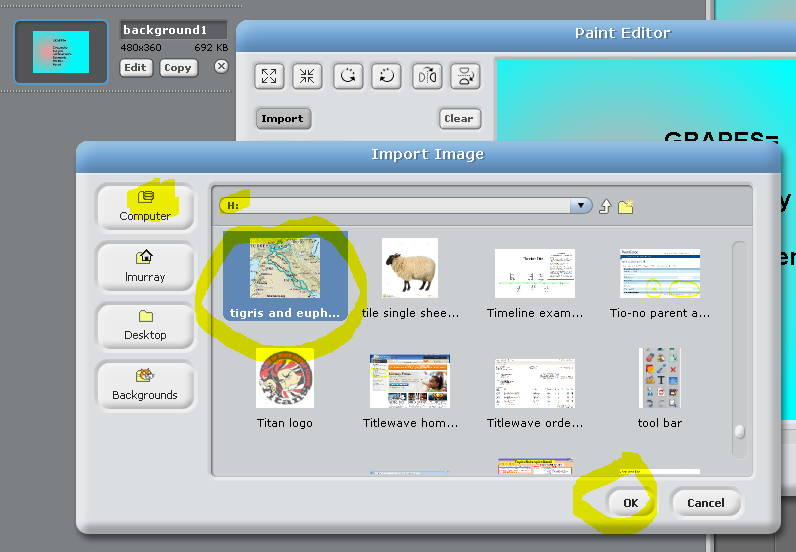 background1
480x360 692 KB
Edit Copy
Paint Editor
Import Clear
GRAPES=
Import Image
Computer
lmurray
Desktop
Backgrounds
H:
tigris and euph...
tile single shee...
Timeline exam...
Tio-no parent a...
Titan logo
Titlewave hom...
Titlewave orde...
tool bar
OK Cancel